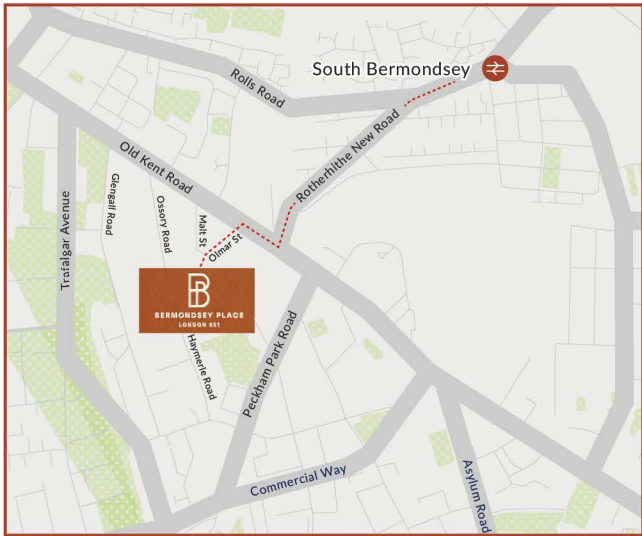 South Bermondsey
Rolls Road
Rotherhithe New Road
Old Kent Road
Trafalgar Avenue
Glengall Road
Ossory Road
Malt St
Olmar St
B
BERMONDSEY PLACE
LONDON SE1
Haymerle Road
Peckham Park Road
Commercial Way
Asylum Road